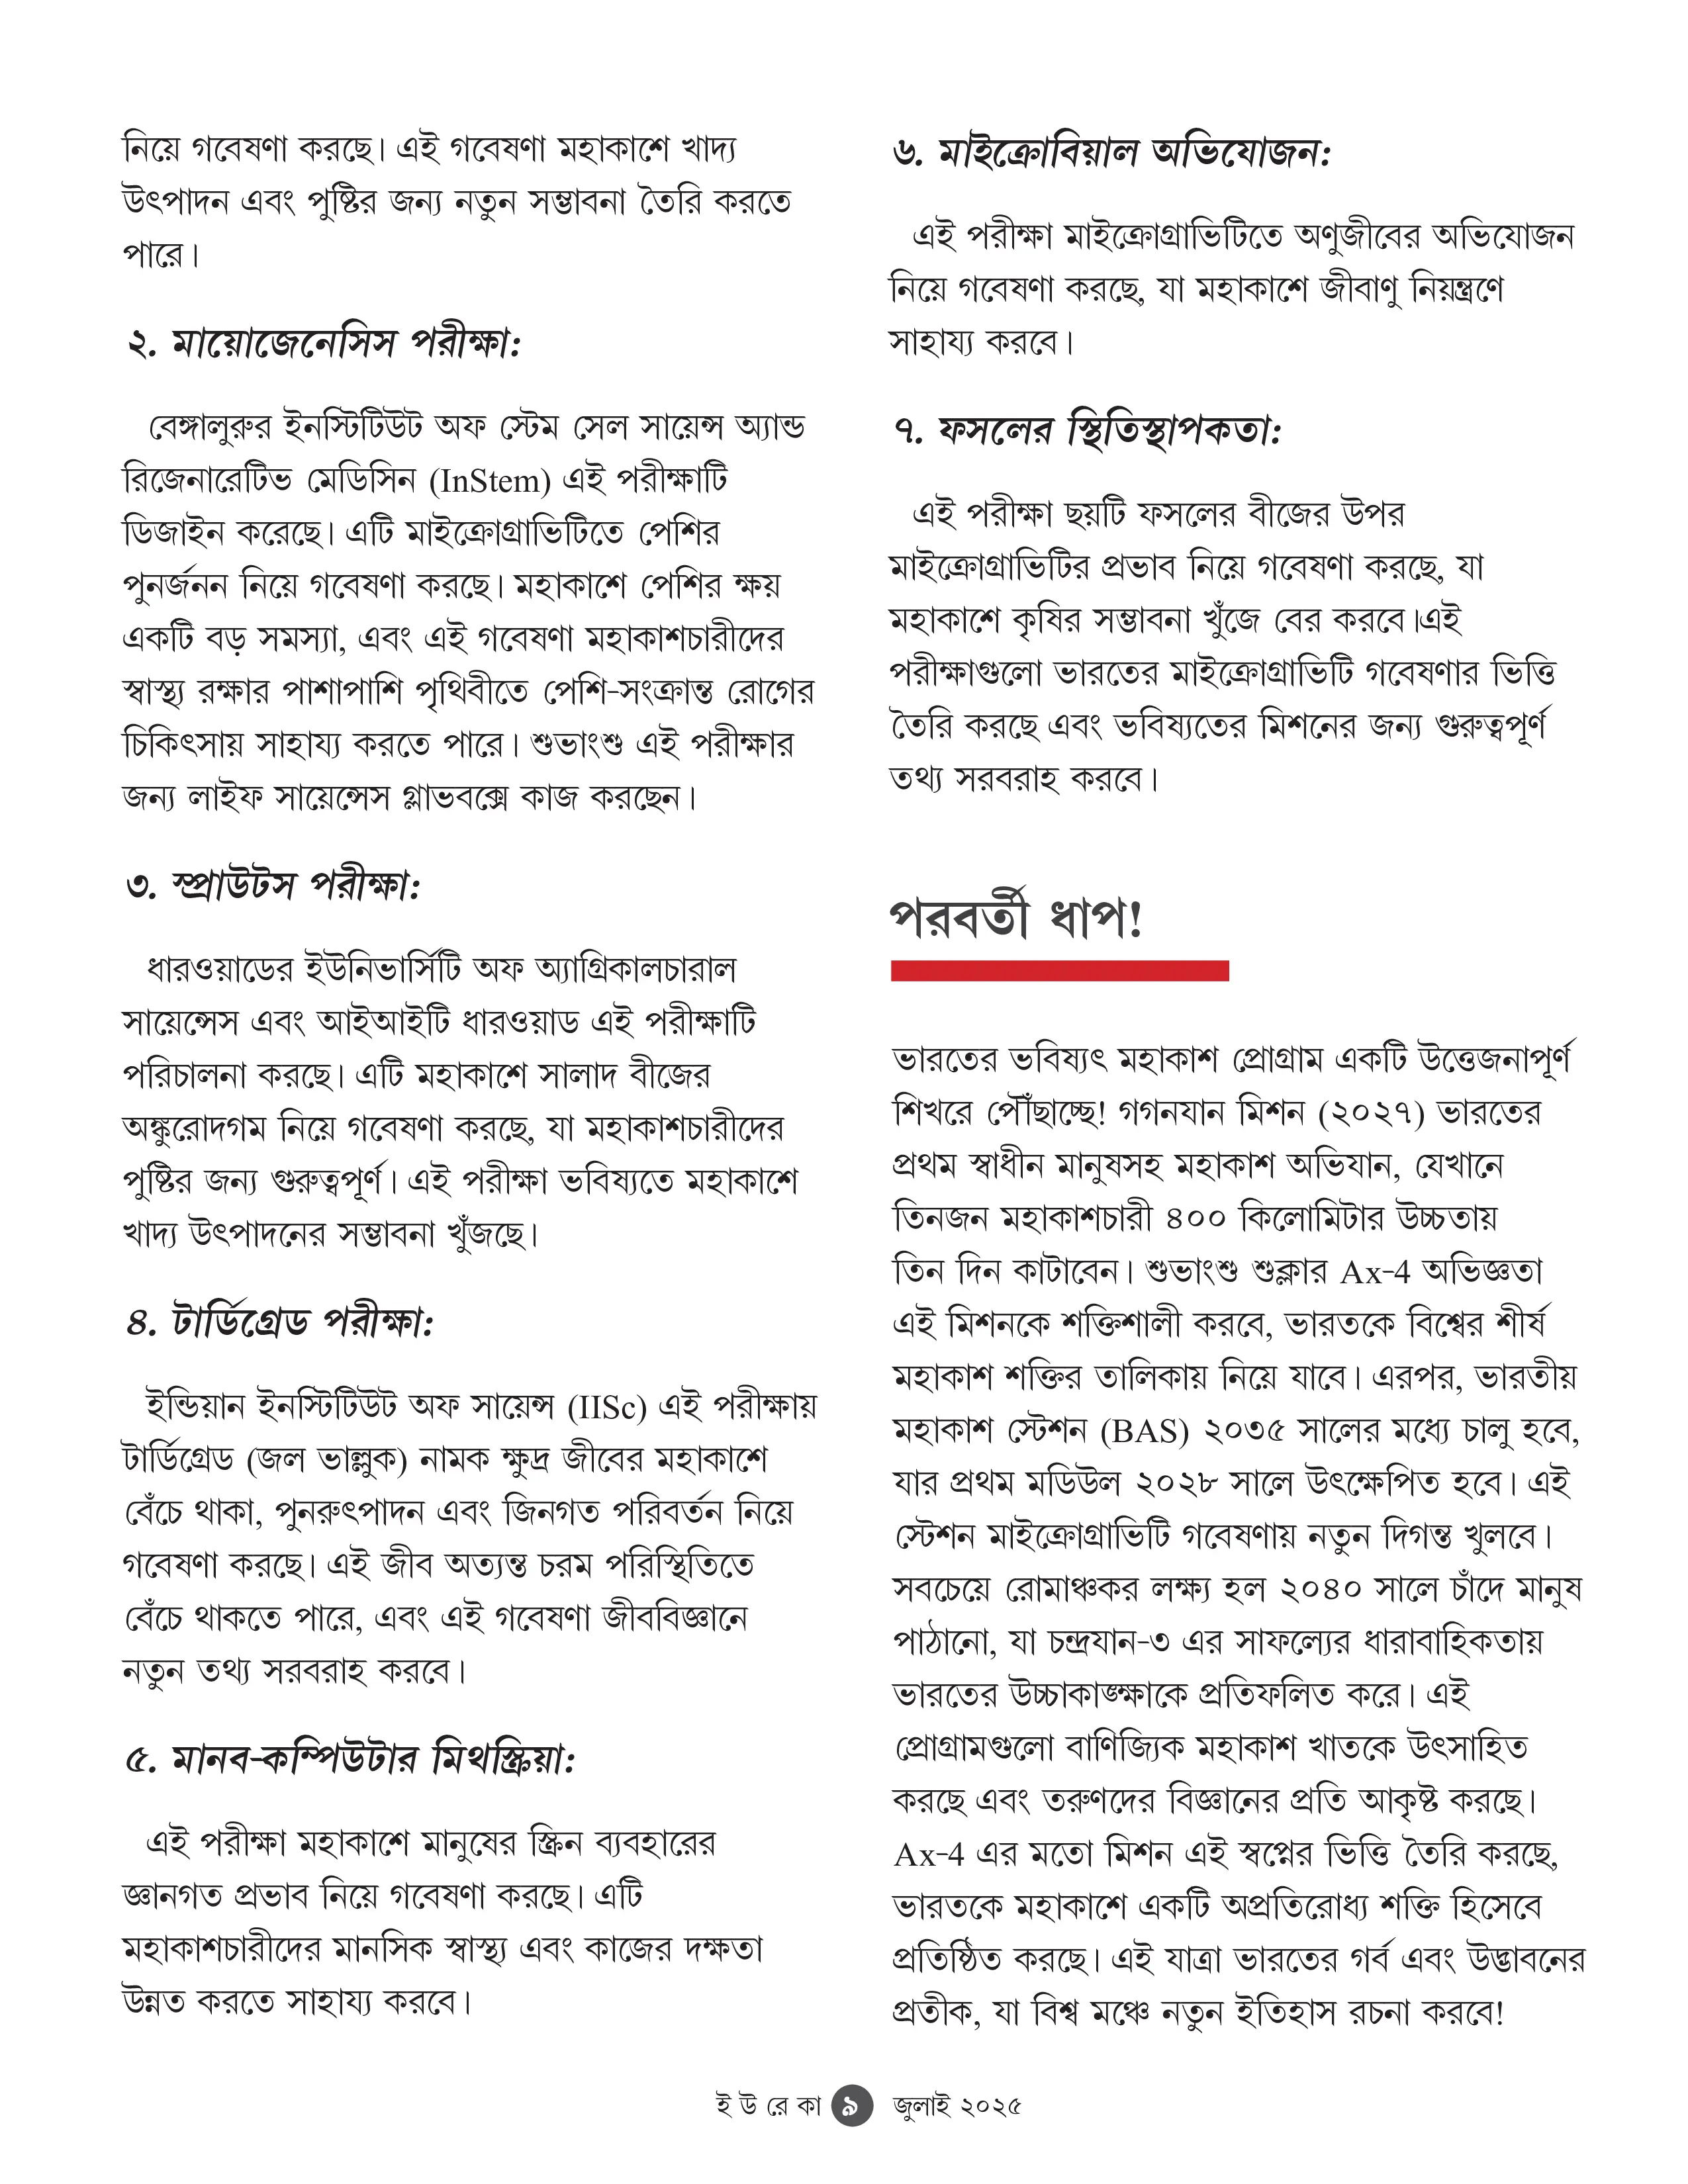 নিয়ে গবেষণা করছে। এই গবেষণা মহাকাশে খাদ্য
উৎপাদন এবং পুষ্টির জন্য নতুন সম্ভাবনা তৈরি করতে
পারে।
২. মায়োজেনেসিস পরীক্ষা:
বেঙ্গালুরুর ইনস্টিটিউট অফ স্টেম সেল সায়েন্স অ্যান্ড
রিজেনারেটিভ মেডিসিন (InStem) এই পরীক্ষাটি
ডিজাইন করেছে। এটি মাইক্রোগ্রাভিটিতে পেশির
পুনর্জনন নিয়ে গবেষণা করছে। মহাকাশে পেশির ক্ষয়
একটি বড় সমস্যা, এবং এই গবেষণা মহাকাশচারীদের
স্বাস্থ্য রক্ষার পাশাপাশি পৃথিবীতে পেশি-সংক্রান্ত রোগের
চিকিৎসায় সাহায্য করতে পারে। শুভাংশু এই পরীক্ষার
জন্য লাইফ সায়েন্সেস গ্লাভবক্সে কাজ করছেন।
৩. স্প্রাউটস পরীক্ষা:
ধারওয়াডের ইউনিভার্সিটি অফ অ্যাগ্রিকালচারাল
সায়েন্সেস এবং আইআইটি ধারওয়াড এই পরীক্ষাটি
পরিচালনা করছে। এটি মহাকাশে সালাদ বীজের
অঙ্কুরোদগম নিয়ে গবেষণা করছে, যা মহাকাশচারীদের
পুষ্টির জন্য গুরুত্বপূর্ণ। এই পরীক্ষা ভবিষ্যতে মহাকাশে
খাদ্য উৎপাদনের সম্ভাবনা খুঁজছে।
৪. টার্ডিগ্রেড পরীক্ষা:
ইন্ডিয়ান ইনস্টিটিউট অফ সায়েন্স (IISc) এই পরীক্ষায়
টার্ডিগ্রেড (জল ভাল্লুক) নামক ক্ষুদ্র জীবের মহাকাশে
বেঁচে থাকা, পুনরুৎপাদন এবং জিনগত পরিবর্তন নিয়ে
গবেষণা করছে। এই জীব অত্যন্ত চরম পরিস্থিতিতে
বেঁচে থাকতে পারে, এবং এই গবেষণা জীববিজ্ঞানে
নতুন তথ্য সরবরাহ করবে।
৫. মানব-কম্পিউটার মিথস্ক্রিয়া:
এই পরীক্ষা মহাকাশে মানুষের স্ক্রিন ব্যবহারের
জ্ঞানগত প্রভাব নিয়ে গবেষণা করছে। এটি
মহাকাশচারীদের মানসিক স্বাস্থ্য এবং কাজের দক্ষতা
উন্নত করতে সাহায্য করবে।
৬. মাইক্রোবিয়াল অভিযোজন:
এই পরীক্ষা মাইক্রোগ্রাভিটিতে অণুজীবের অভিযোজন
নিয়ে গবেষণা করছে, যা মহাকাশে জীবাণু নিয়ন্ত্রণে
সাহায্য করবে।
৭. ফসলের স্থিতিস্থাপকতা:
এই পরীক্ষা ছয়টি ফসলের বীজের উপর
মাইক্রোগ্রাভিটির প্রভাব নিয়ে গবেষণা করছে, যা
মহাকাশে কৃষির সম্ভাবনা খুঁজে বের করবে।এই
পরীক্ষাগুলো ভারতের মাইক্রোগ্রাভিটি গবেষণার ভিত্তি
তৈরি করছে এবং ভবিষ্যতের মিশনের জন্য গুরুত্বপূর্ণ
তথ্য সরবরাহ করবে।
পরবর্তী ধাপ!
ভারতের ভবিষ্যৎ মহাকাশ প্রোগ্রাম একটি উত্তেজনাপূর্ণ
শিখরে পৌঁছাচ্ছে! গগনযান মিশন (২০২৭) ভারতের
প্রথম স্বাধীন মানুষসহ মহাকাশ অভিযান, যেখানে
তিনজন মহাকাশচারী ৪০০ কিলোমিটার উচ্চতায়
তিন দিন কাটাবেন। শুভাংশু শুক্লার Ax-4 অভিজ্ঞতা
এই মিশনকে শক্তিশালী করবে, ভারতকে বিশ্বের শীর্ষ
মহাকাশ শক্তির তালিকায় নিয়ে যাবে। এরপর, ভারতীয়
মহাকাশ স্টেশন (BAS) ২০৩৫ সালের মধ্যে চালু হবে,
যার প্রথম মডিউল ২০২৮ সালে উৎক্ষেপিত হবে। এই
স্টেশন মাইক্রোগ্রাভিটি গবেষণায় নতুন দিগন্ত খুলবে।
সবচেয়ে রোমাঞ্চকর লক্ষ্য হল ২০৪০ সালে চাঁদে মানুষ
পাঠানো, যা চন্দ্রযান-৩ এর সাফল্যের ধারাবাহিকতায়
ভারতের উচ্চাকাঙ্ক্ষাকে প্রতিফলিত করে। এই
প্রোগ্রামগুলো বাণিজ্যিক মহাকাশ খাতকে উৎসাহিত
করছে এবং তরুণদের বিজ্ঞানের প্রতি আকৃষ্ট করছে।
Ax-4 এর মতো মিশন এই স্বপ্নের ভিত্তি তৈরি করছে,
ভারতকে মহাকাশে একটি অপ্রতিরোধ্য শক্তি হিসেবে
প্রতিষ্ঠিত করছে। এই যাত্রা ভারতের গর্ব এবং উদ্ভাবনের
প্রতীক, যা বিশ্ব মঞ্চে নতুন ইতিহাস রচনা করবে!
ই উ রে কা ৯ জুলাই ২০২৫